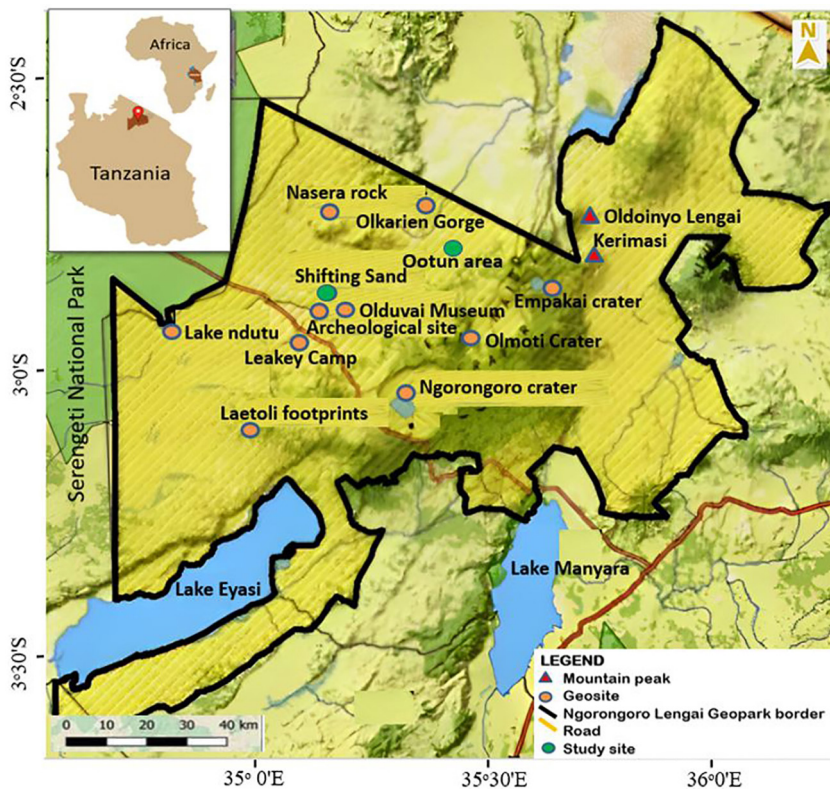 Africa
Tanzania
N
2°30'S
3°0'S
3°30'S
Serengeti National Park
Nasera rock
Olkarien Gorge
Oldoinyo Lengai
Kerimasi
Ootun area
Shifting Sand
Empakai crater
Olduvai Museum
Archeological site
Lake ndutu
Leakey Camp
Olmoti Crater
Ngorongoro crater
Laetoli footprints
Lake Eyasi
Lake Manyara
LEGEND
Mountain peak
Geosite
Ngorongoro Lengai Geopark border
Road
Study site
0 10 20 30 40 km
35°0'E
35°30'E
36°0'E